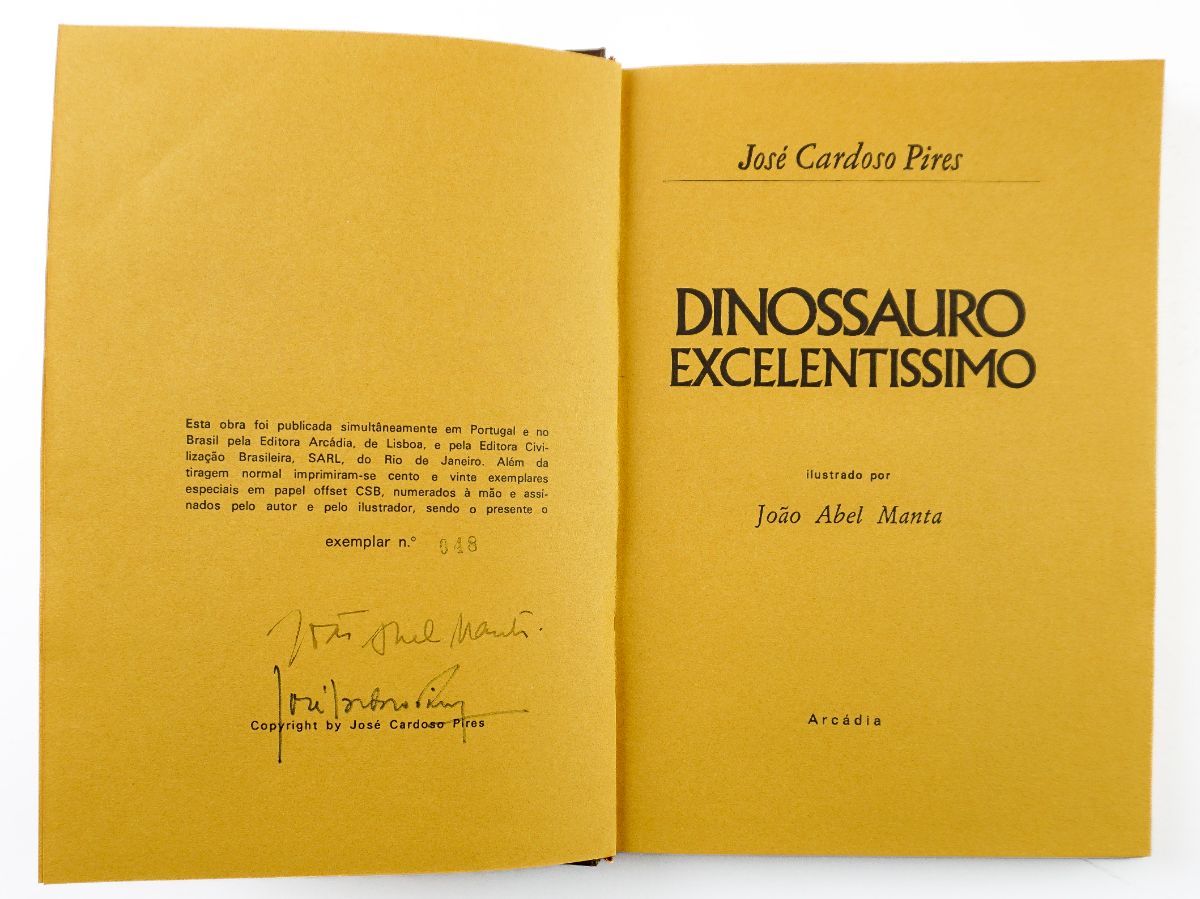 Esta obra foi publicada simultâneamente em Portugal e no
Brasil pela Editora Arcádia, de Lisboa, e pela Editora Civi-
lização Brasileira, SARL, do Rio de Janeiro. Além da
tiragem normal imprimiram-se cento e vinte exemplares
especiais em papel offset CSB, numerados à mão e assi-
nados pelo autor e pelo ilustrador, sendo o presente o
exemplar n.º 048
João Abel Manta.
José Cardoso Pires
Copyright by José Cardoso Pires
José Cardoso Pires
DINOSSAURO
EXCELENTISSIMO
ilustrado por
João Abel Manta
Arcádia